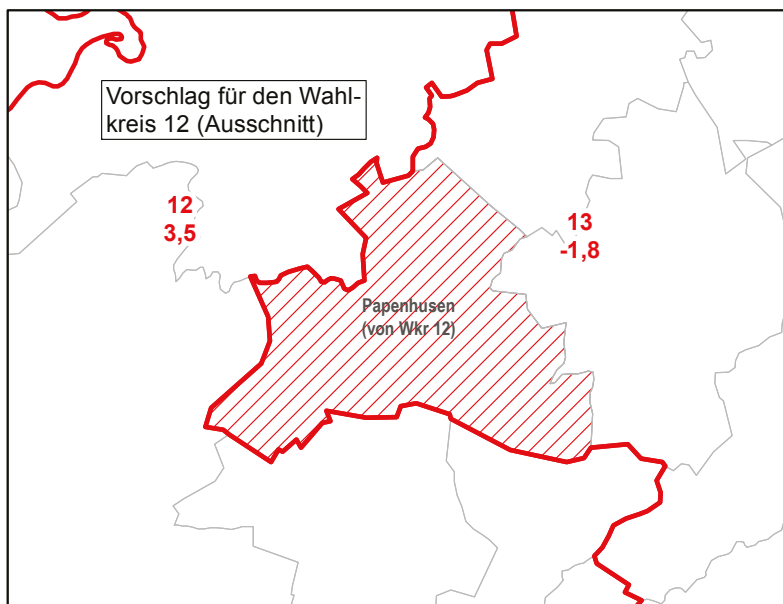 Vorschlag für den Wahl-
kreis 12 (Ausschnitt)
12
3,5
13
-1,8
Papenhusen
(von Wkr 12)